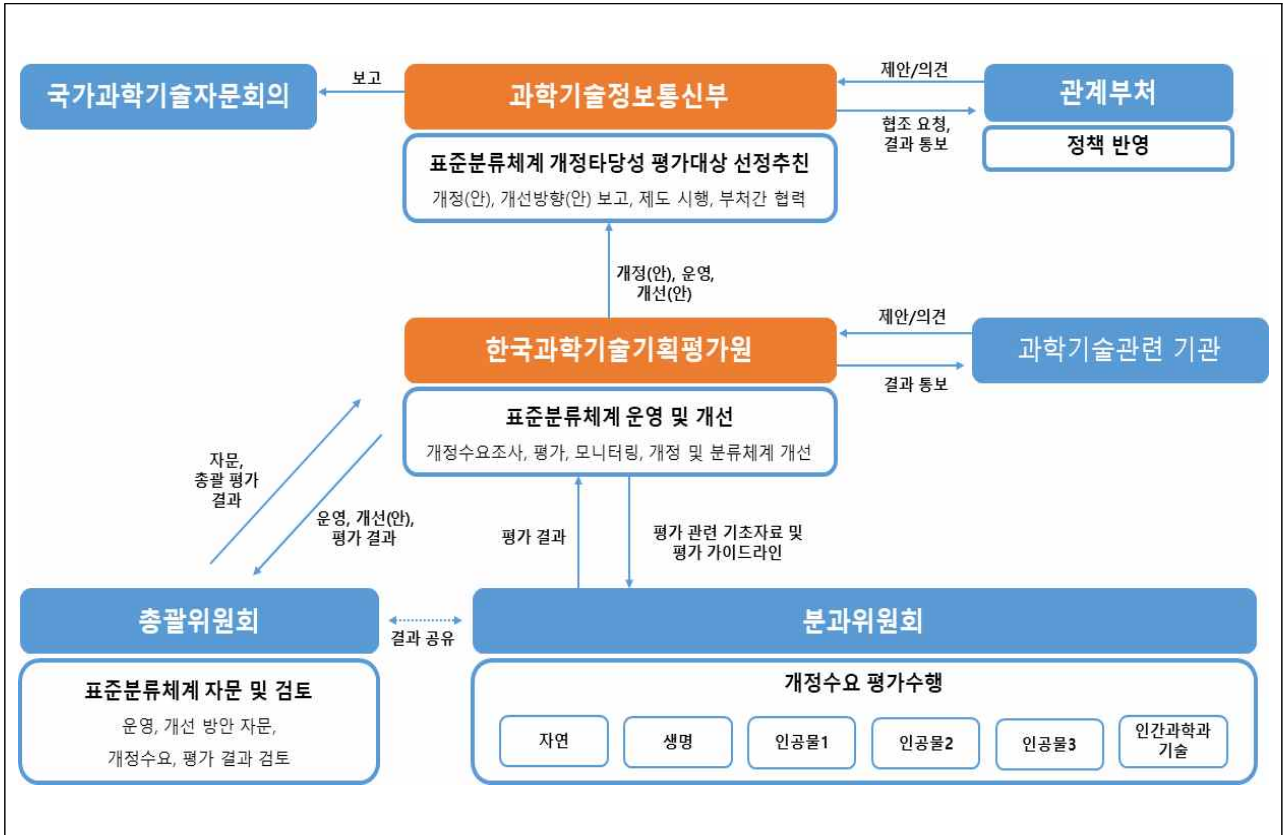 국가과학기술자문회의
보고
과학기술정보통신부
제안/의견
관계부처
협조 요청,
결과 통보
정책 반영
표준분류체계 개정타당성 평가대상 선정추친
개정(안), 개선방향(안) 보고, 제도 시행, 부처간 협력
개정(안), 운영,
개선(안)
한국과학기술기획평가원
제안/의견
과학기술관련 기관
결과 통보
표준분류체계 운영 및 개선
개정수요조사, 평가, 모니터링, 개정 및 분류체계 개선
자문,
총괄 평가
결과
운영, 개선(안),
평가 결과
평가 결과
평가 관련 기초자료 및
평가 가이드라인
총괄위원회
결과 공유
분과위원회
표준분류체계 자문 및 검토
운영, 개선 방안 자문,
개정수요, 평가 결과 검토
개정수요 평가수행
자연
생명
인공물1
인공물2
인공물3
인간과학과
기술